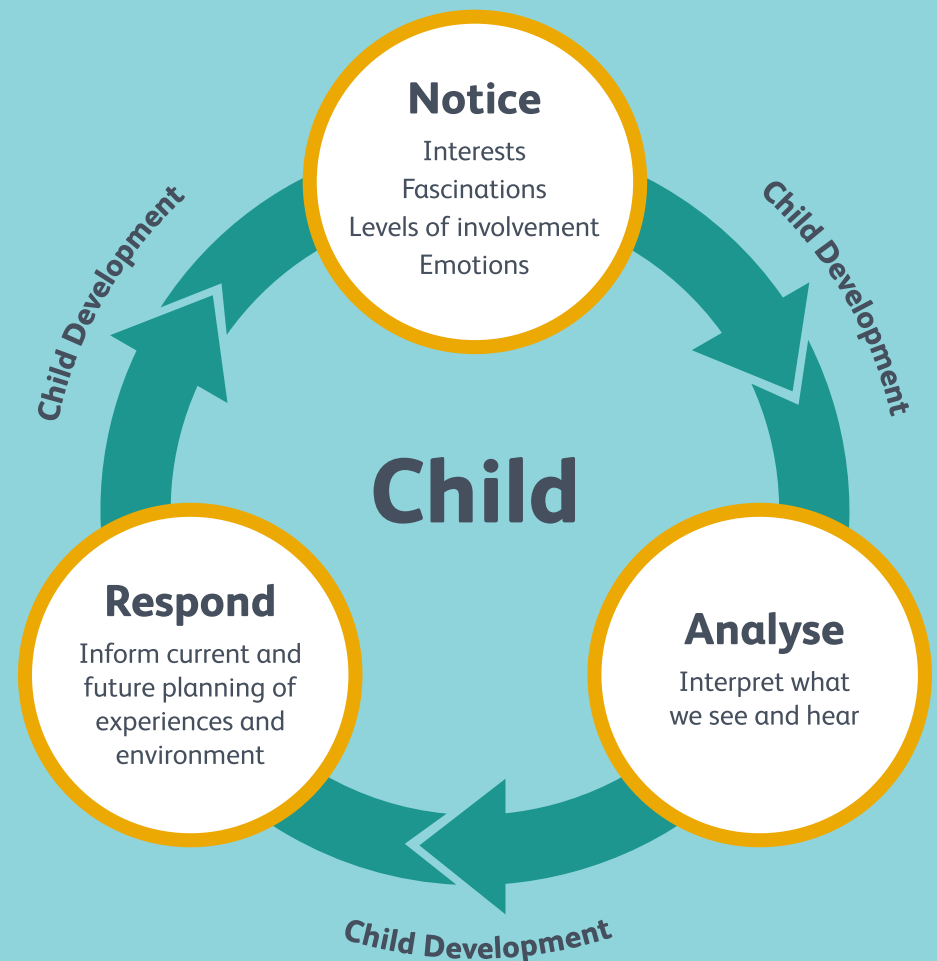 Notice
Interests
Fascinations
Levels of involvement
Emotions
Child Development
Child Development
Child
Respond
Inform current and
future planning of
experiences and
environment
Analyse
Interpret what
we see and hear
Child Development